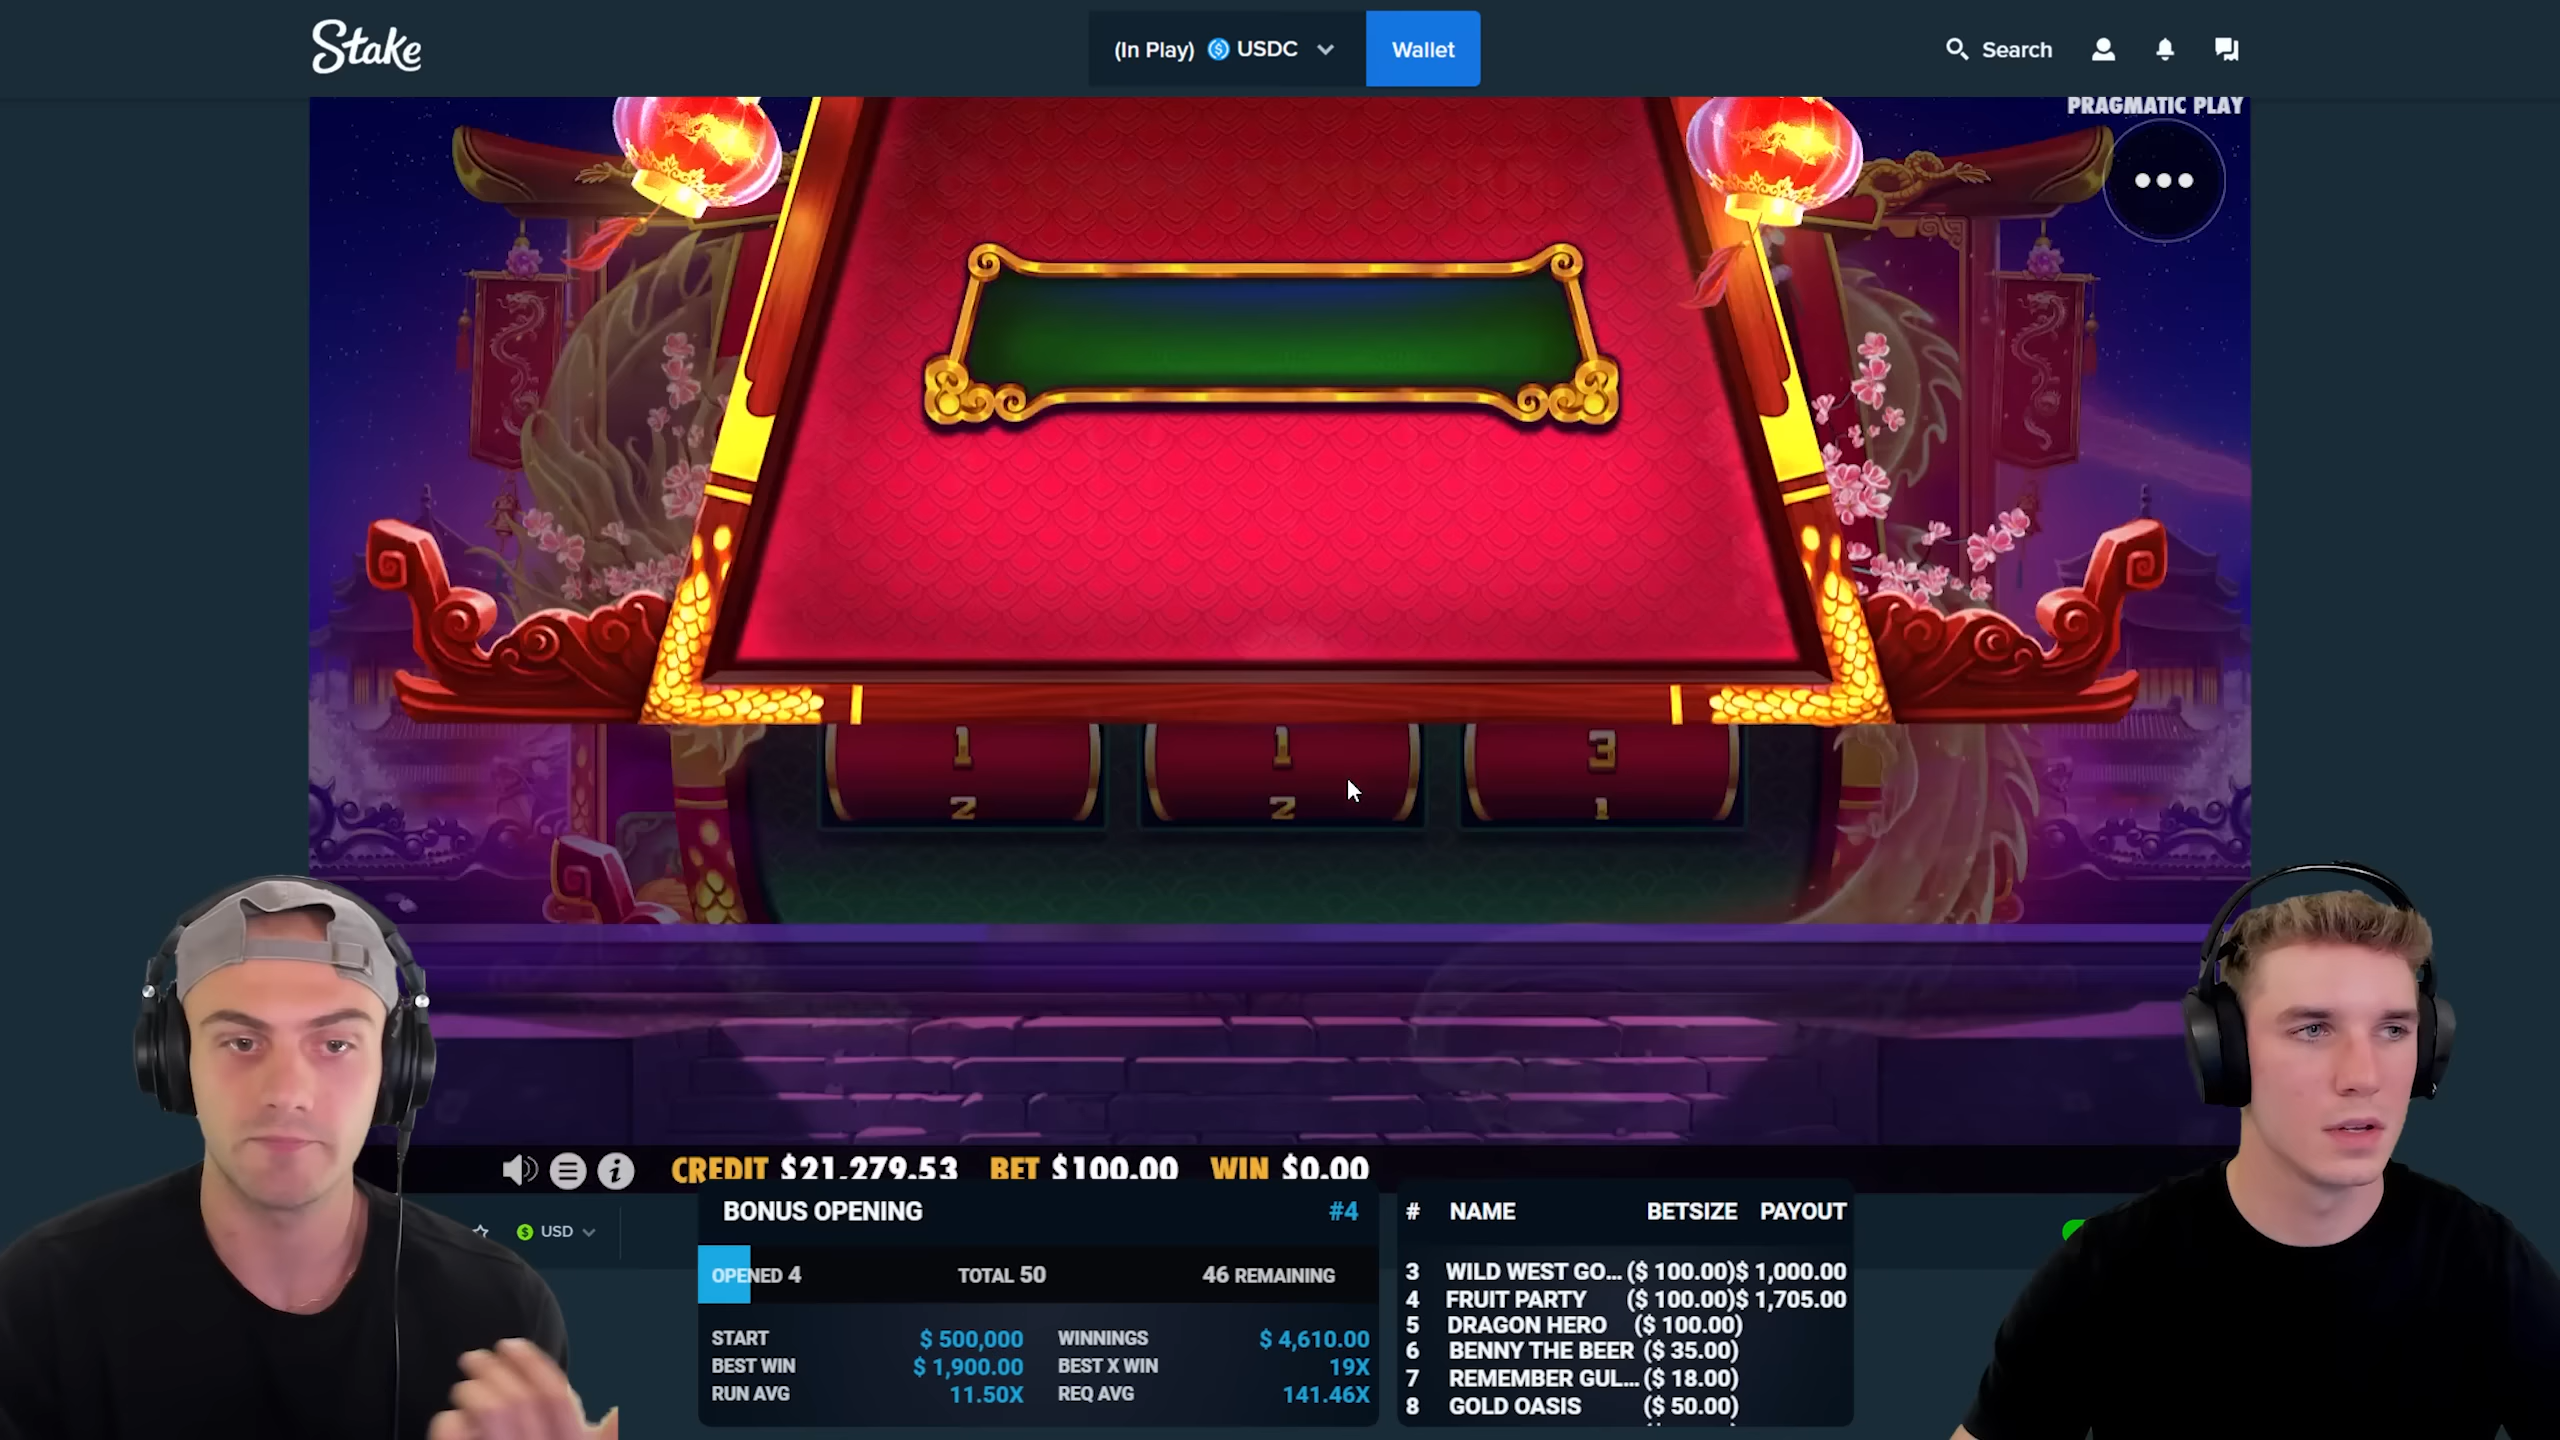 Stake
(In Play) USDC
Wallet
Search
PRAGMATIC PLAY
1 1 3
2 2 1
CREDIT $21,279.53 BET $100.00 WIN $0.00
USD
BONUS OPENING #4
OPENED 4 TOTAL 50 46 REMAINING
START $ 500,000 WINNINGS $ 4,610.00
BEST WIN $ 1,900.00 BEST X WIN 19X
RUN AVG 11.50X REQ AVG 141.46X
# NAME BETSIZE PAYOUT
3 WILD WEST GO... ($ 100.00)$ 1,000.00
4 FRUIT PARTY ($ 100.00)$ 1,705.00
5 DRAGON HERO ($ 100.00)
6 BENNY THE BEER ($ 35.00)
7 REMEMBER GUL... ($ 18.00)
8 GOLD OASIS ($ 50.00)